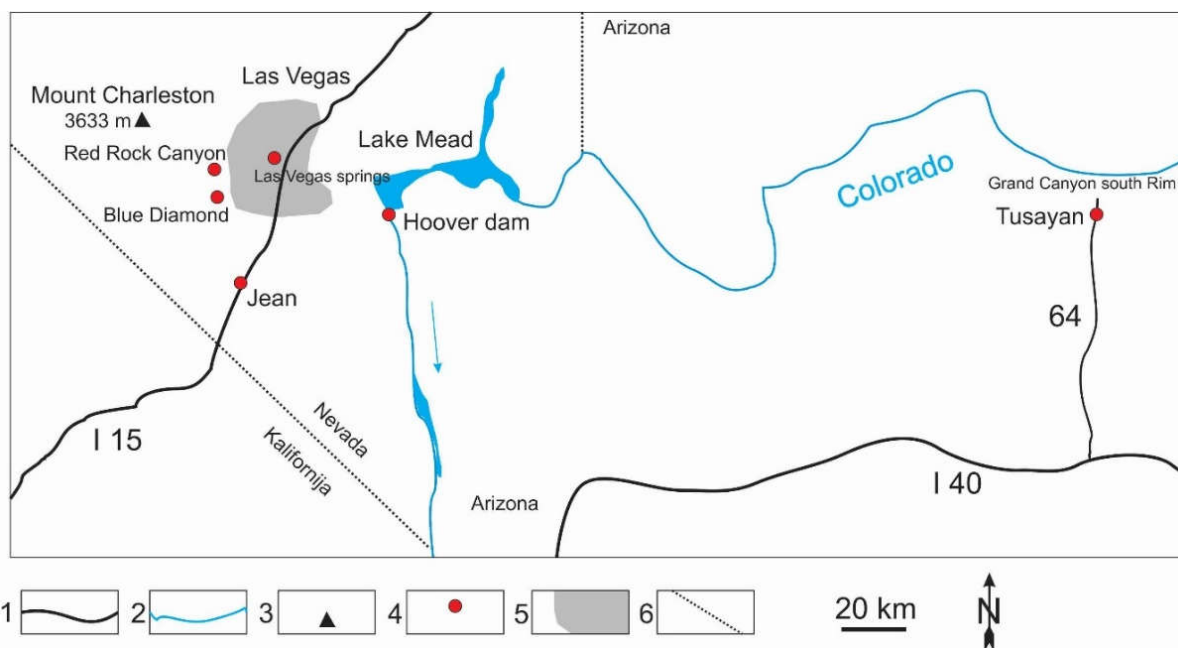 Arizona
Las Vegas
Mount Charleston
3633 m
Lake Mead
Red Rock Canyon
Las Vegas springs
Colorado
Grand Canyon south Rim
Blue Diamond
Hoover dam
Tusayan
Jean
64
Nevada
I 15
Kalifornija
I 40
Arizona
1 2 3 4 5 6 20 km N